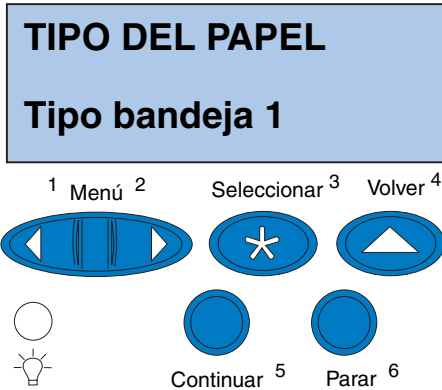 TIPO DEL PAPEL
Tipo bandeja 1
1 Menú 2 Seleccionar 3 Volver 4
Continuar 5 Parar 6